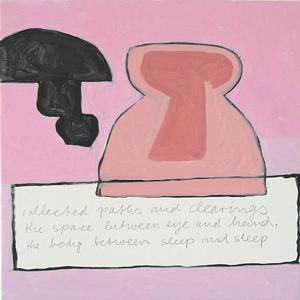 collected paths and clearings
the space between eye and hand,
the body between sleep and sleep